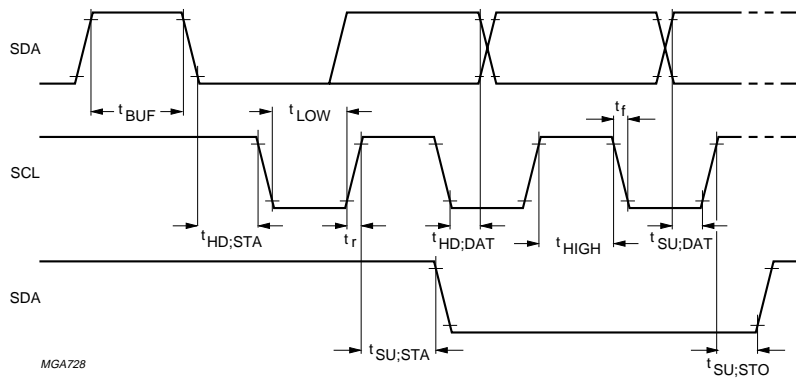 SDA
t BUF
t LOW
t f
SCL
t HD;STA
t r
t HD;DAT
t HIGH
t SU;DAT
SDA
t SU;STA
t SU;STO
MGA728